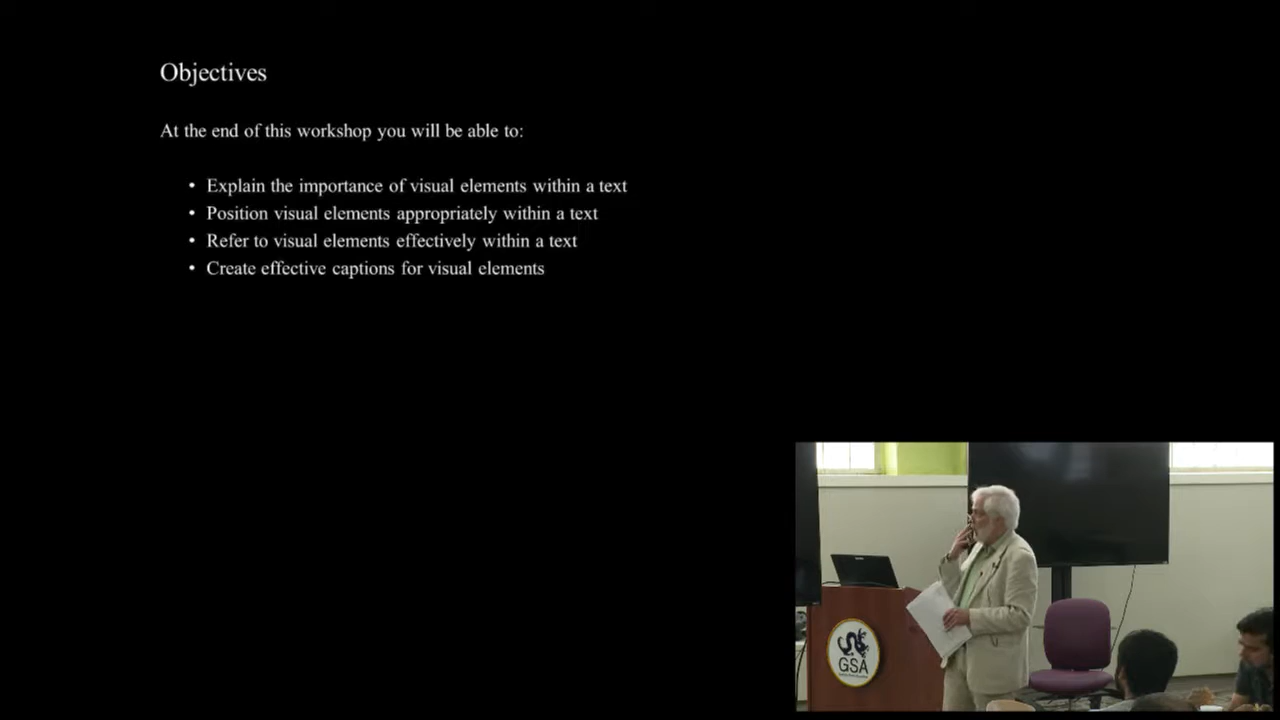 Objectives
At the end of this workshop you will be able to:
• Explain the importance of visual elements within a text
• Position visual elements appropriately within a text
• Refer to visual elements effectively within a text
• Create effective captions for visual elements
GSA